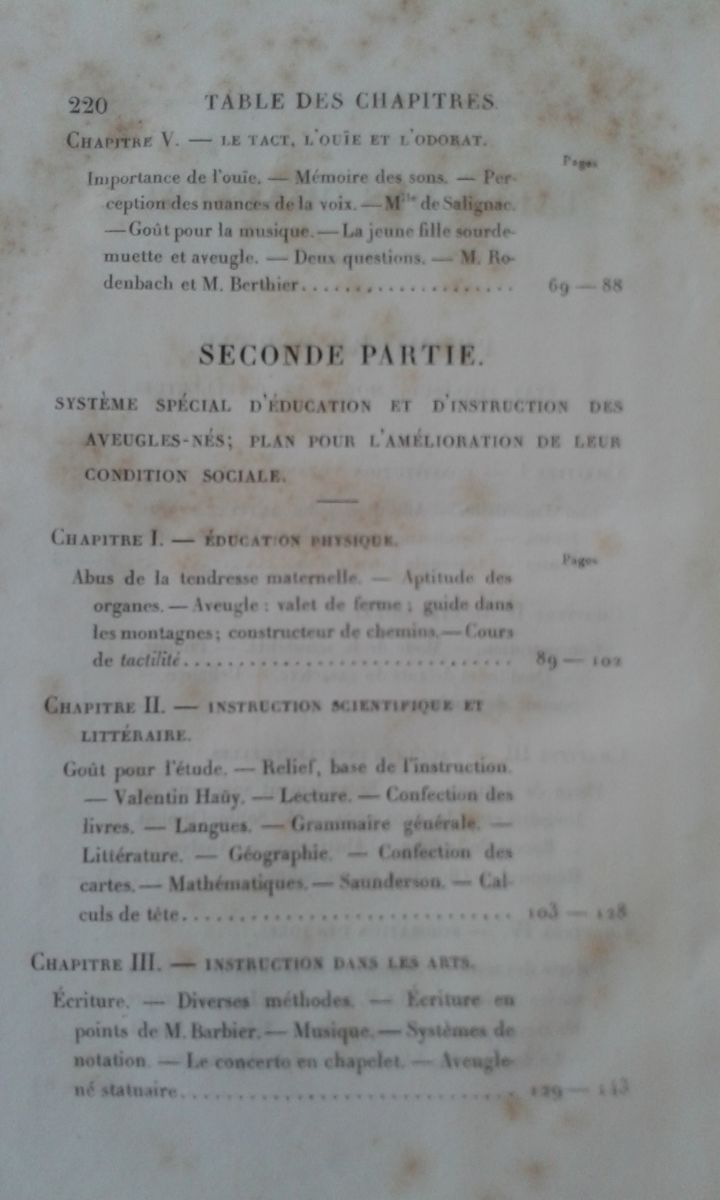 220 TABLE DES CHAPITRES.
CHAPITRE V. — LE TACT, L'OUÏE ET L'ODORAT.
Pages
Importance de l'ouïe. — Mémoire des sons. — Per-
ception des nuances de la voix. — Mlle de Salignac.
— Goût pour la musique. — La jeune fille sourde-
muette et aveugle. — Deux questions. — M. Ro-
denbach et M. Berthier.................... 69 — 88
SECONDE PARTIE.
SYSTÈME SPÉCIAL D'ÉDUCATION ET D'INSTRUCTION DES
AVEUGLES-NÉS; PLAN POUR L'AMÉLIORATION DE LEUR
CONDITION SOCIALE.
CHAPITRE I. — ÉDUCATION PHYSIQUE.
Pages
Abus de la tendresse maternelle. — Aptitude des
organes. — Aveugle : valet de ferme ; guide dans
les montagnes; constructeur de chemins. — Cours
de tactilité.............................. 89 — 102
CHAPITRE II. — INSTRUCTION SCIENTIFIQUE ET
LITTÉRAIRE.
Goût pour l'étude. — Relief, base de l'instruction.
— Valentin Haüy. — Lecture. — Confection des
livres. — Langues. — Grammaire générale. —
Littérature. — Géographie. — Confection des
cartes. — Mathématiques. — Saunderson. — Cal-
culs de tête.............................. 103 — 128
CHAPITRE III. — INSTRUCTION DANS LES ARTS.
Écriture. — Diverses méthodes. — Écriture en
points de M. Barbier. — Musique. — Systèmes de
notation. — Le concerto en chapelet. — Aveugle-
né statuaire.............................. 129 — 143